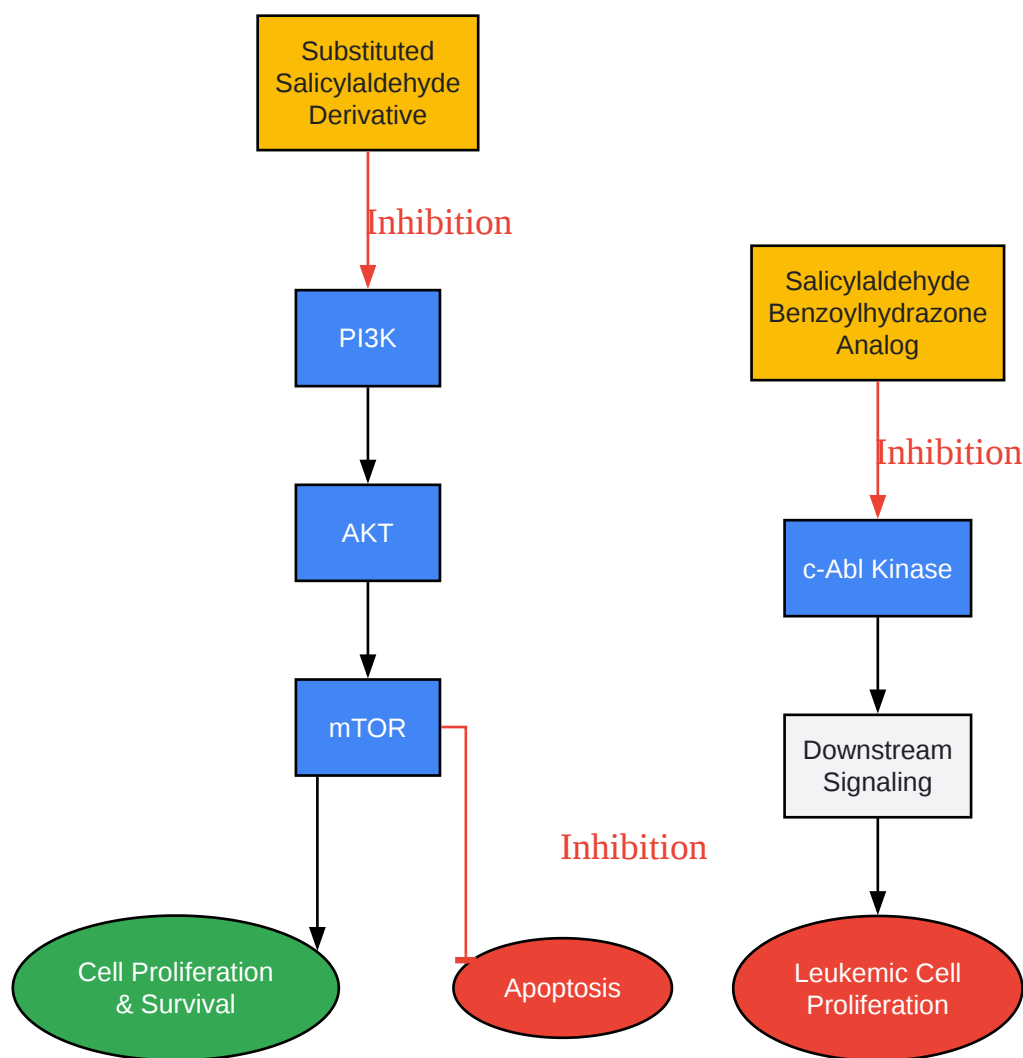 Substituted
Salicylaldehyde
Derivative
Inhibition
PI3K
AKT
mTOR
Inhibition
Cell Proliferation
& Survival
Apoptosis
Salicylaldehyde
Benzoylhydrazone
Analog
Inhibition
c-Abl Kinase
Downstream
Signaling
Leukemic Cell
Proliferation